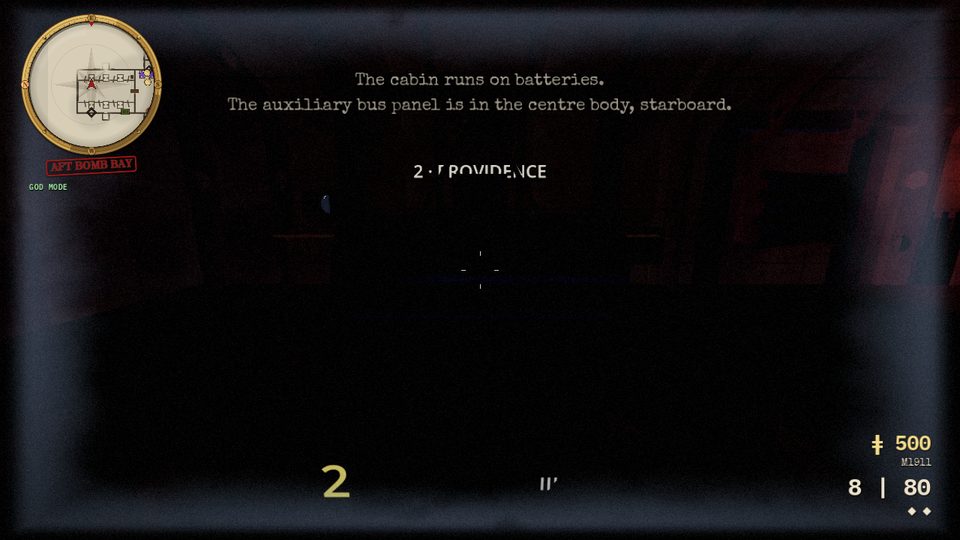 The cabin runs on batteries.
The auxiliary bus panel is in the centre body, starboard.
AFT BOMB BAY
GOD MODE
2
500
M1911
8 | 80